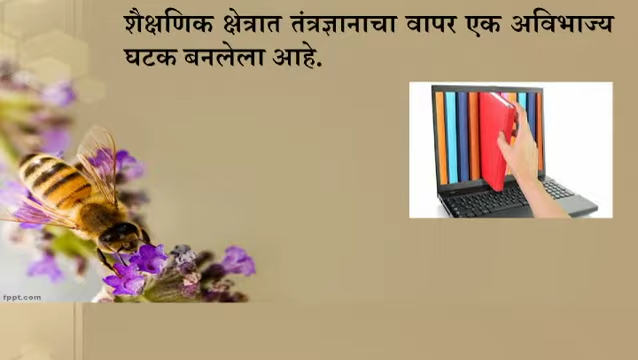 शैक्षणिक क्षेत्रात तंत्रज्ञानाचा वापर एक अविभाज्य
घटक बनलेला आहे.
fppt.com